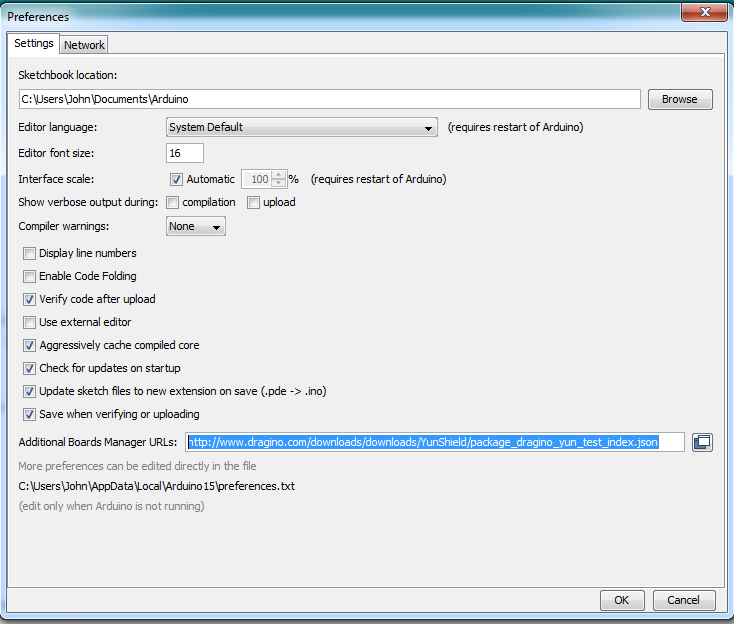 Preferences
Settings Network
Sketchbook location:
C:\Users\John\Documents\Arduino Browse
Editor language: System Default (requires restart of Arduino)
Editor font size: 16
Interface scale: Automatic 100 % (requires restart of Arduino)
Show verbose output during: compilation upload
Compiler warnings: None
Display line numbers
Enable Code Folding
Verify code after upload
Use external editor
Aggressively cache compiled core
Check for updates on startup
Update sketch files to new extension on save (.pde -> .ino)
Save when verifying or uploading
Additional Boards Manager URLs: http://www.dragino.com/downloads/downloads/YunShield/package_dragino_yun_test_index.json
More preferences can be edited directly in the file
C:\Users\John\AppData\Local\Arduino15\preferences.txt
(edit only when Arduino is not running)
OK Cancel